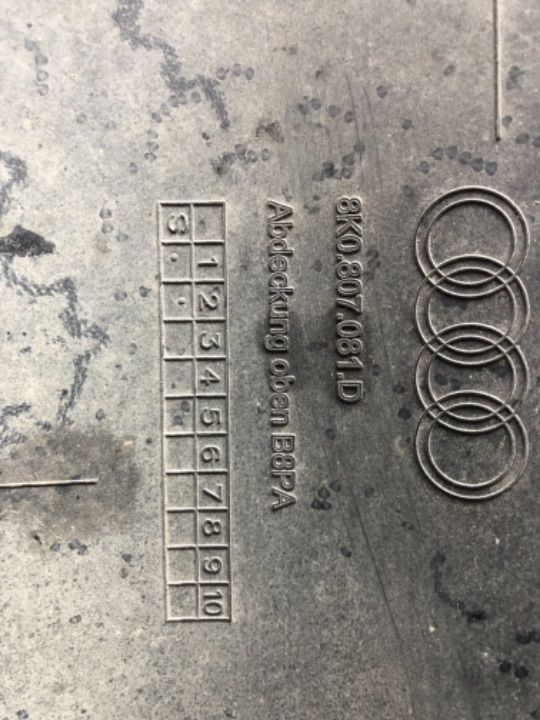 8K0.807.081.D
Abdeckung oben B8PA
1 2 3 4 5 6 7 8 9 10
S